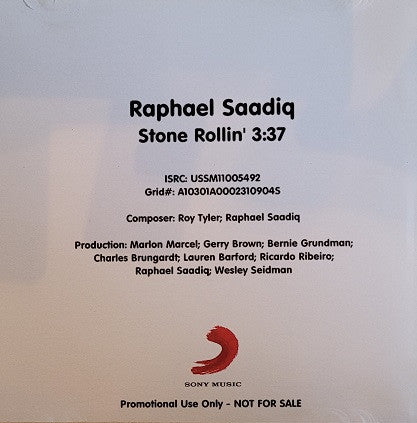 Raphael Saadiq
Stone Rollin' 3:37
ISRC: USSM11005492
Grid#: A10301A0002310904S
Composer: Roy Tyler; Raphael Saadiq
Production: Marlon Marcel; Gerry Brown; Bernie Grundman;
Charles Brungardt; Lauren Barford; Ricardo Ribeiro;
Raphael Saadiq; Wesley Seidman
SONY MUSIC
Promotional Use Only - NOT FOR SALE